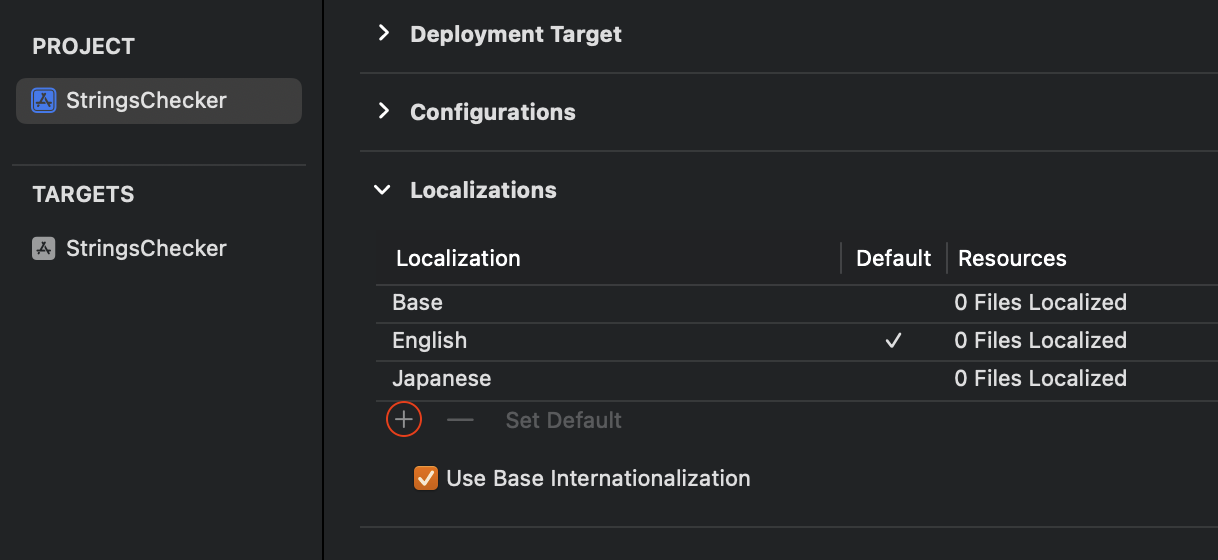 PROJECT
StringsChecker
TARGETS
StringsChecker
Deployment Target
Configurations
Localizations
Localization Default Resources
Base 0 Files Localized
English 0 Files Localized
Japanese 0 Files Localized
Set Default
Use Base Internationalization